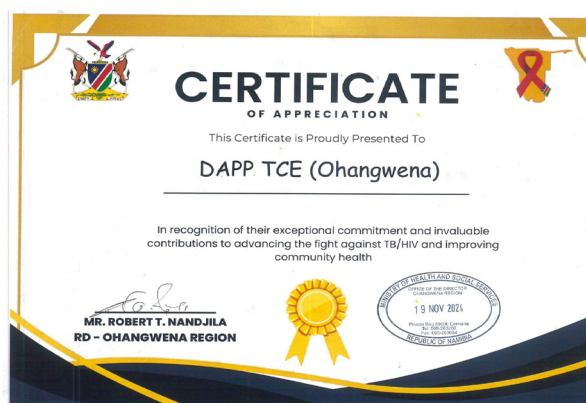 CERTIFICATE
OF APPRECIATION
This Certificate is Proudly Presented To
DAPP TCE (Ohangwena)
In recognition of their exceptional commitment and invaluable
contributions to advancing the fight against TB/HIV and improving
community health
MR. ROBERT T. NANDJILA
RD – OHANGWENA REGION
MINISTRY OF HEALTH AND SOCIAL SERVICES
OFFICE OF THE DIRECTOR
OHANGWENA REGION
19 NOV 2024
Private Bag
REPUBLIC OF NAMIBIA